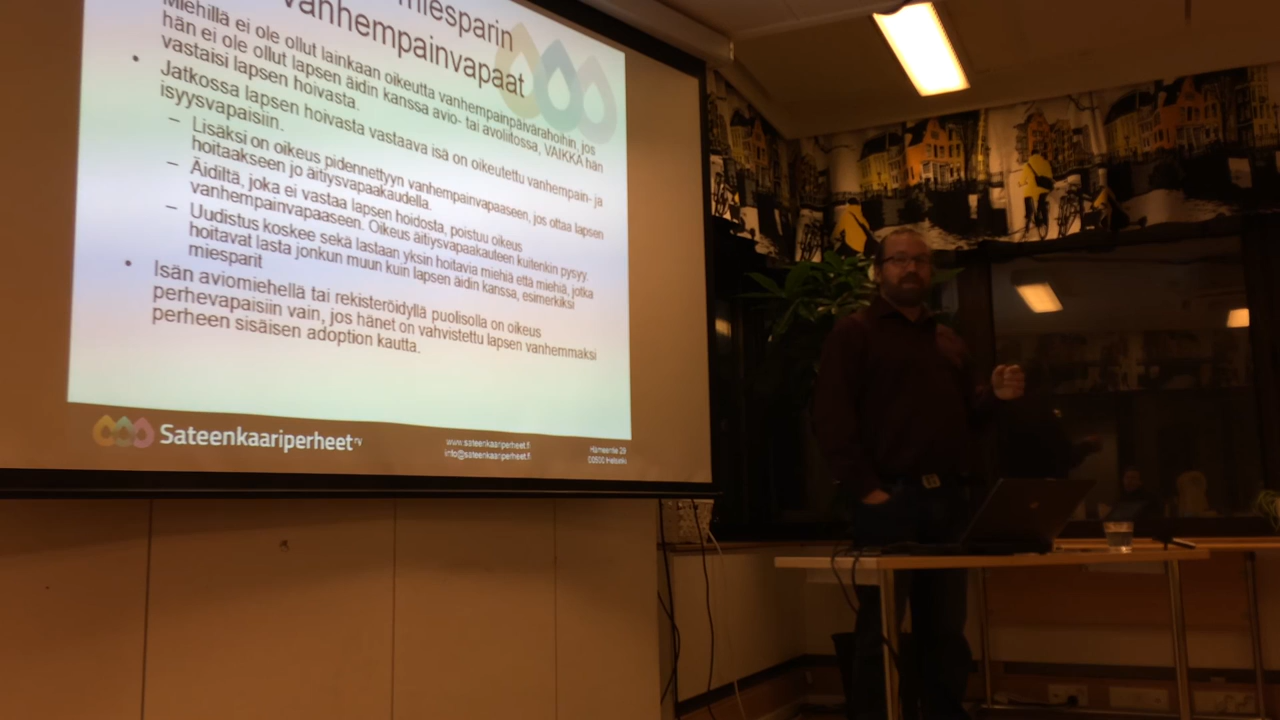 miesparin
vanhempainvapaat
Miehillä ei ole ollut lainkaan oikeutta vanhempainpäivärahoihin, jos
hän ei ole ollut lapsen äidin kanssa avio- tai avoliitossa, VAIKKA hän
vastaisi lapsen hoivasta.
• Jatkossa lapsen hoivasta vastaava isä on oikeutettu vanhempain- ja
isyysvapaisiin.
– Lisäksi on oikeus pidennettyyn vanhempainvapaaseen, jos ottaa lapsen
hoitaakseen jo äitiysvapaakaudella.
– Äidiltä, joka ei vastaa lapsen hoidosta, poistuu oikeus
vanhempainvapaaseen. Oikeus äitiysvapaakauteen kuitenkin pysyy.
– Uudistus koskee sekä lastaan yksin hoitavia miehiä että miehiä, jotka
hoitavat lasta jonkun muun kuin lapsen äidin kanssa, esimerkiksi
miesparit
• Isän aviomiehellä tai rekisteröidyllä puolisolla on oikeus
perhevapaisiin vain, jos hänet on vahvistettu lapsen vanhemmaksi
perheen sisäisen adoption kautta.
Sateenkaariperheet ry
www.sateenkaariperheet.fi
info@sateenkaariperheet.fi
Hämeentie 29
00500 Helsinki